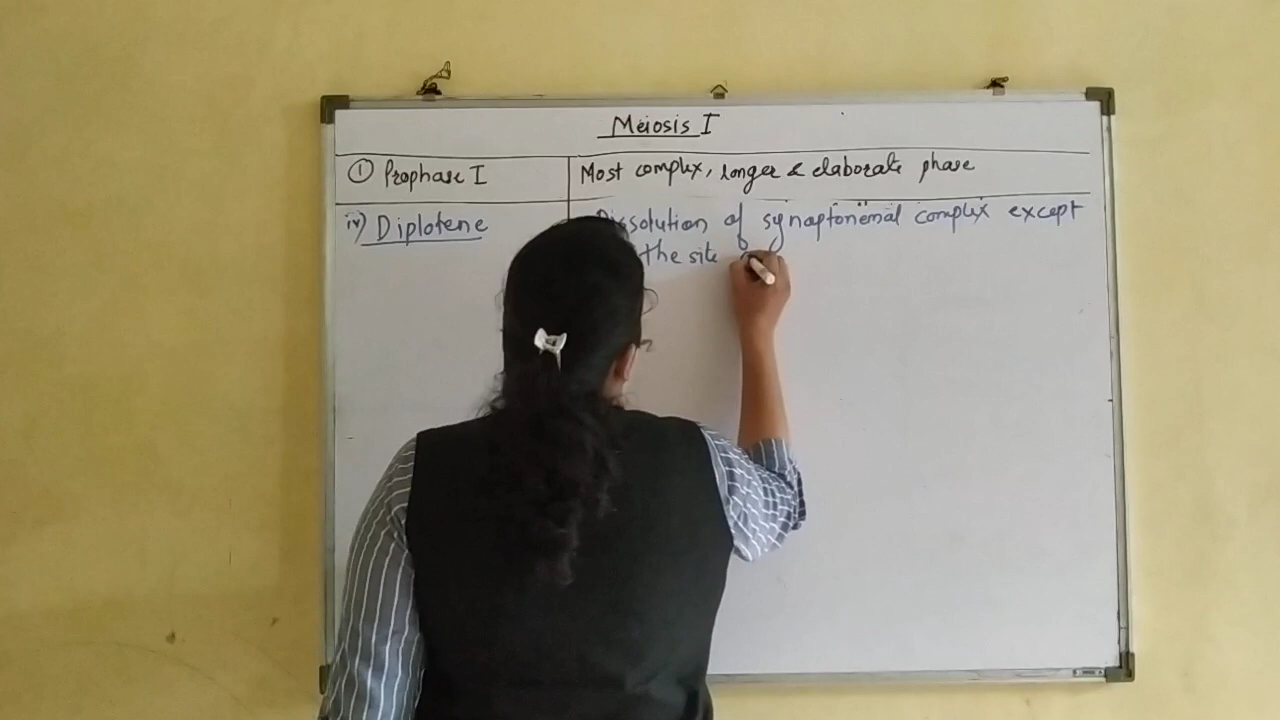 Meiosis I
① Prophase I
Most complex, longer & elaborate phase
iv) Diplotene
Dissolution of synaptonemal complex except
the site